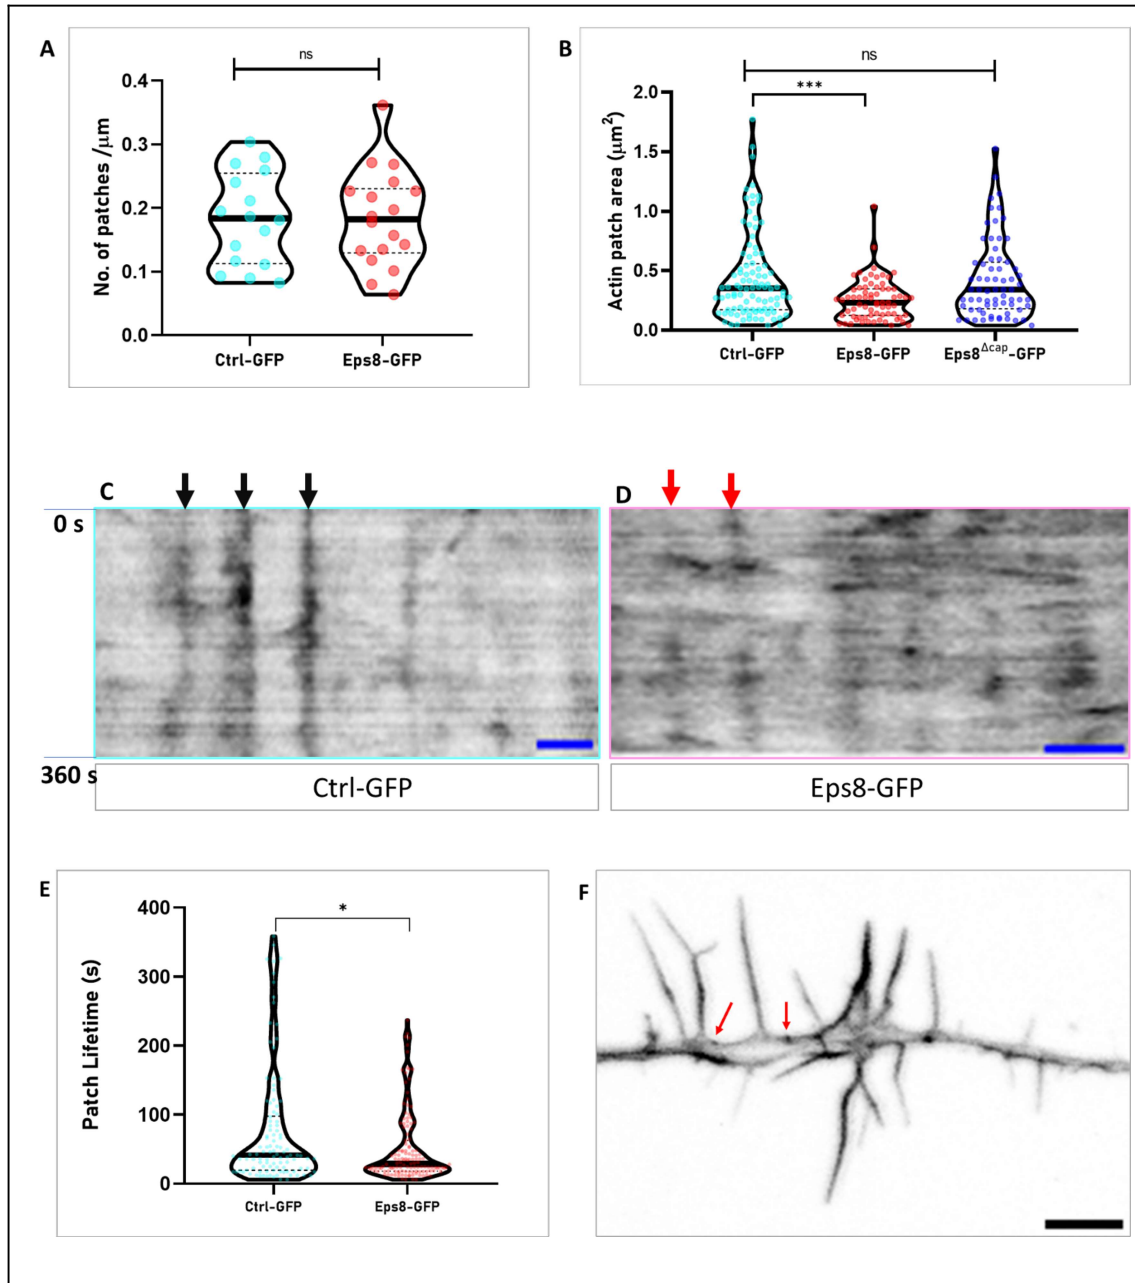 A
ns
No. of patches /μm
0.4
0.3
0.2
0.1
0.0
Ctrl-GFP Eps8-GFP
B
ns
***
Actin patch area (μm²)
2.0
1.5
1.0
0.5
0.0
Ctrl-GFP Eps8-GFP Eps8^Δcap-GFP
C
0 s
360 s
Ctrl-GFP
D
Eps8-GFP
E
*
Patch Lifetime (s)
400
300
200
100
0
Ctrl-GFP Eps8-GFP
F